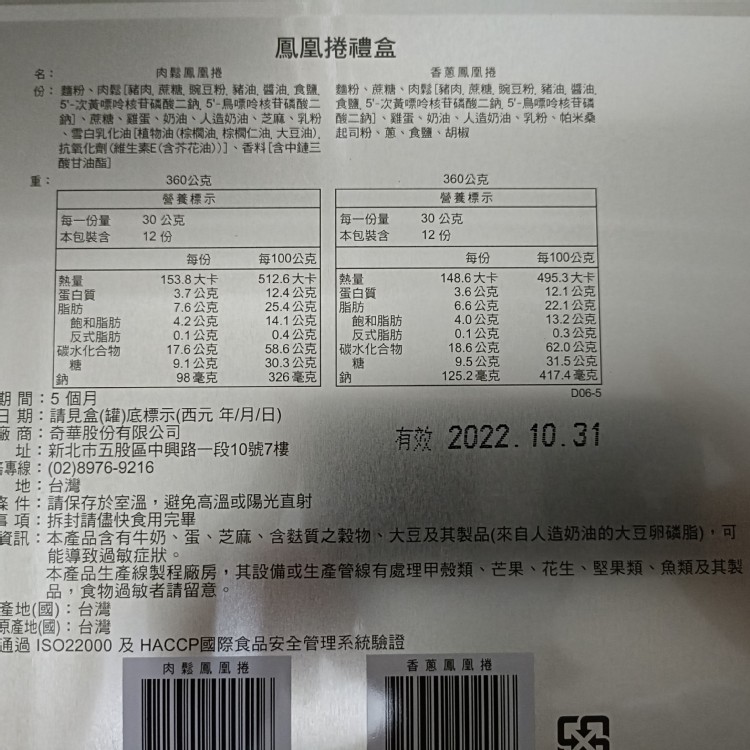 鳳凰捲禮盒
名： 肉鬆鳳凰捲 香蔥鳳凰捲
份：麵粉、肉鬆[豬肉, 蔗糖, 豌豆粉, 豬油, 醬油, 食鹽, 5'-次黃嘌呤核苷磷酸二鈉, 5'-鳥嘌呤核苷磷酸二鈉]、蔗糖、雞蛋、奶油、人造奶油、芝麻、乳粉、雪白乳化油[植物油(棕櫚油, 棕櫚仁油, 大豆油), 抗氧化劑(維生素E(含芥花油))]、香料[含中鏈三酸甘油酯]
麵粉、蔗糖、肉鬆[豬肉, 蔗糖, 豌豆粉, 豬油, 醬油, 食鹽, 5'-次黃嘌呤核苷磷酸二鈉, 5'-鳥嘌呤核苷磷酸二鈉]、雞蛋、奶油、人造奶油、乳粉、帕米桑起司粉、蔥、食鹽、胡椒
重： 360公克 360公克
營養標示
每一份量 30 公克
本包裝含 12 份
每份 每100公克
熱量 153.8 大卡 512.6 大卡
蛋白質 3.7 公克 12.4 公克
脂肪 7.6 公克 25.4 公克
飽和脂肪 4.2 公克 14.1 公克
反式脂肪 0.1 公克 0.4 公克
碳水化合物 17.6 公克 58.6 公克
糖 9.1 公克 30.3 公克
鈉 98 毫克 326 毫克
營養標示
每一份量 30 公克
本包裝含 12 份
每份 每100公克
熱量 148.6 大卡 495.3 大卡
蛋白質 3.6 公克 12.1 公克
脂肪 6.6 公克 22.1 公克
飽和脂肪 4.0 公克 13.2 公克
反式脂肪 0.1 公克 0.3 公克
碳水化合物 18.6 公克 62.0 公克
糖 9.5 公克 31.5 公克
鈉 125.2 毫克 417.4 毫克
D06-5
期 間：5 個月
日 期：請見盒(罐)底標示(西元 年/月/日)
廠 商：奇華股份有限公司
有效 2022.10.31
址：新北市五股區中興路一段10號7樓
專線：(02)8976-9216
地：台灣
條 件：請保存於室溫，避免高溫或陽光直射
事 項：拆封請儘快食用完畢
資訊：本產品含有牛奶、蛋、芝麻、含麩質之穀物、大豆及其製品(來自人造奶油的大豆卵磷脂)，可
能導致過敏症狀。
本產品生產線製程廠房，其設備或生產管線有處理甲殼類、芒果、花生、堅果類、魚類及其製
品，食物過敏者請留意。
產地(國)：台灣
原產地(國)：台灣
通過 ISO22000 及 HACCP國際食品安全管理系統驗證
肉鬆鳳凰捲 香蔥鳳凰捲